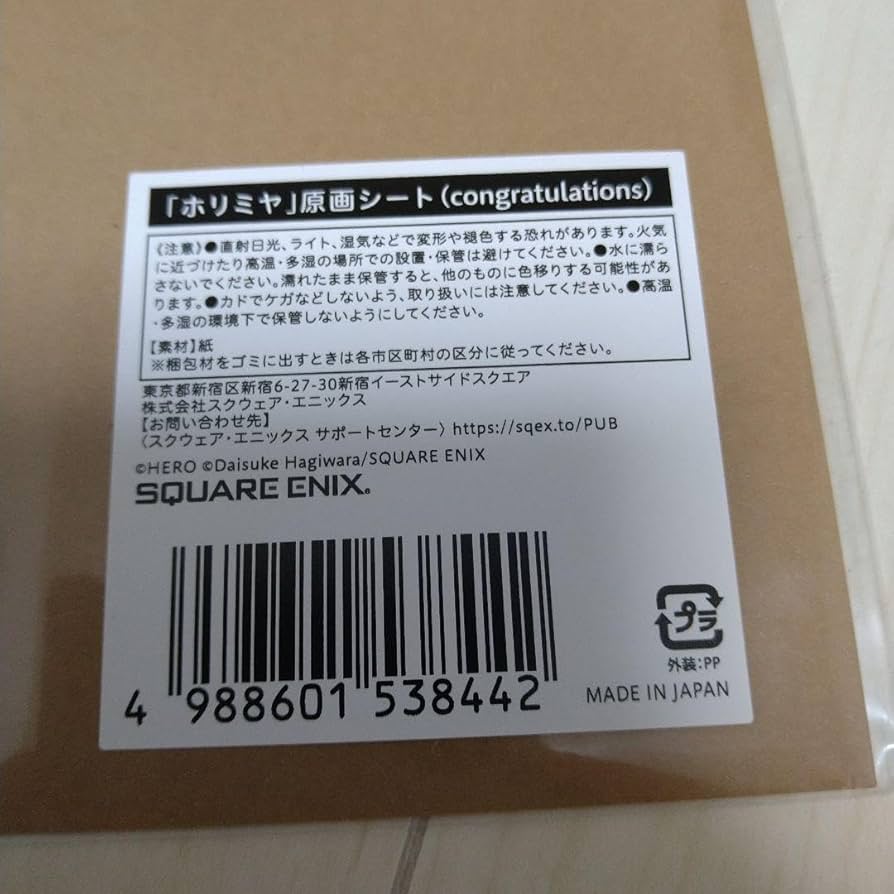 「ホリミヤ」原画シート(congratulations)
《注意》●直射日光、ライト、湿気などで変形や褪色する恐れがあります。火気
に近づけたり高温・多湿の場所での設置・保管は避けてください。●水に濡ら
さないでください。濡れたまま保管すると、他のものに色移りする可能性があ
ります。●カドでケガなどしないよう、取り扱いには注意してください。●高温
・多湿の環境下で保管しないようにしてください。
【素材】紙
※梱包材をゴミに出すときは各市区町村の区分に従ってください。
東京都新宿区新宿6-27-30新宿イーストサイドスクエア
株式会社スクウェア・エニックス
【お問い合わせ先】
〈スクウェア・エニックス サポートセンター〉https://sqex.to/PUB
©HERO ©Daisuke Hagiwara/SQUARE ENIX
SQUARE ENIX®
4 988601 538442
プラ
外装:PP
MADE IN JAPAN